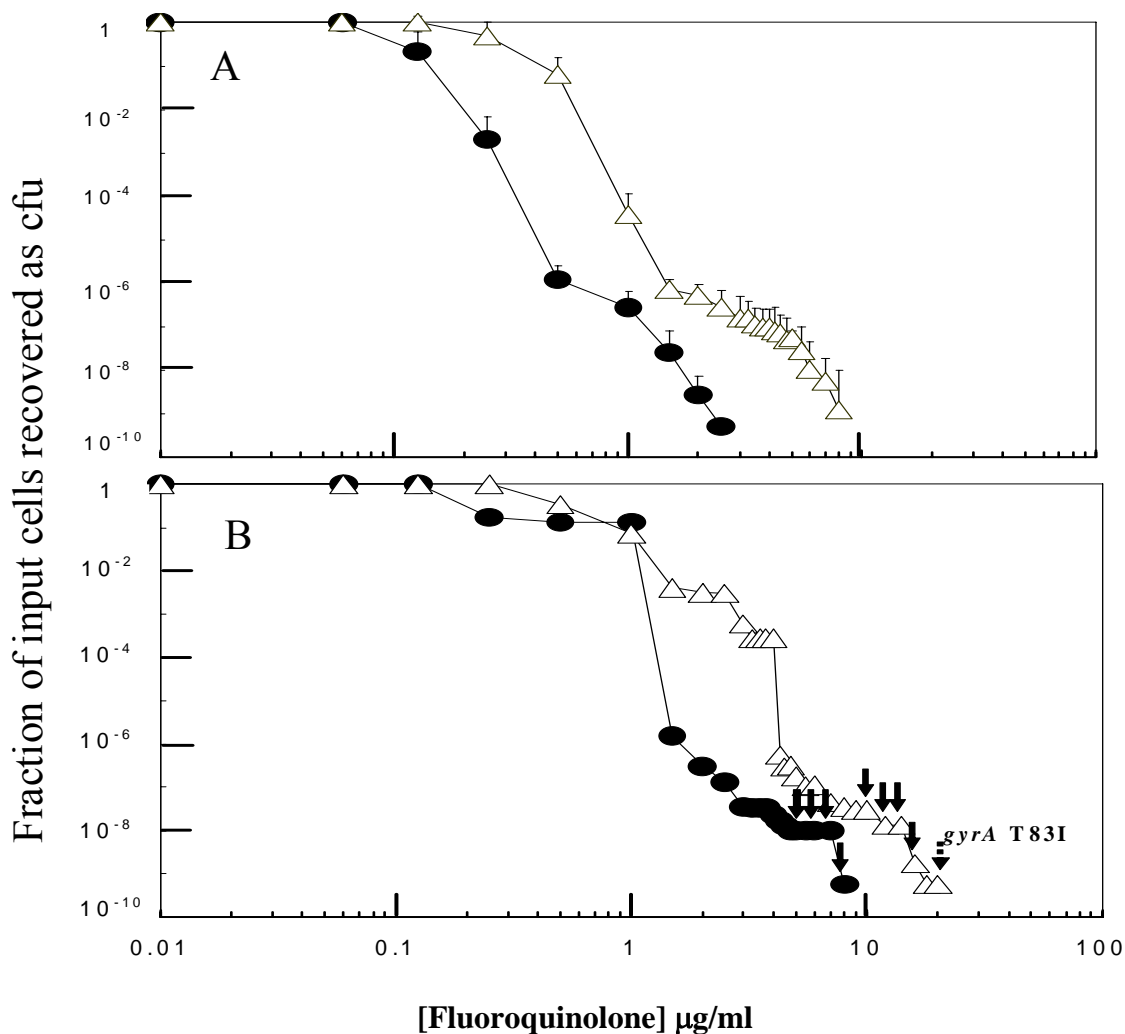 Fraction of input cells recovered as cfu
A
1
10 -2
10 -4
10 -6
10 -8
10 -10
B
1
10 -2
10 -4
10 -6
10 -8
10 -10
gyrA T83I
0.01 0.1 1 10 100
[Fluoroquinolone] μg/ml